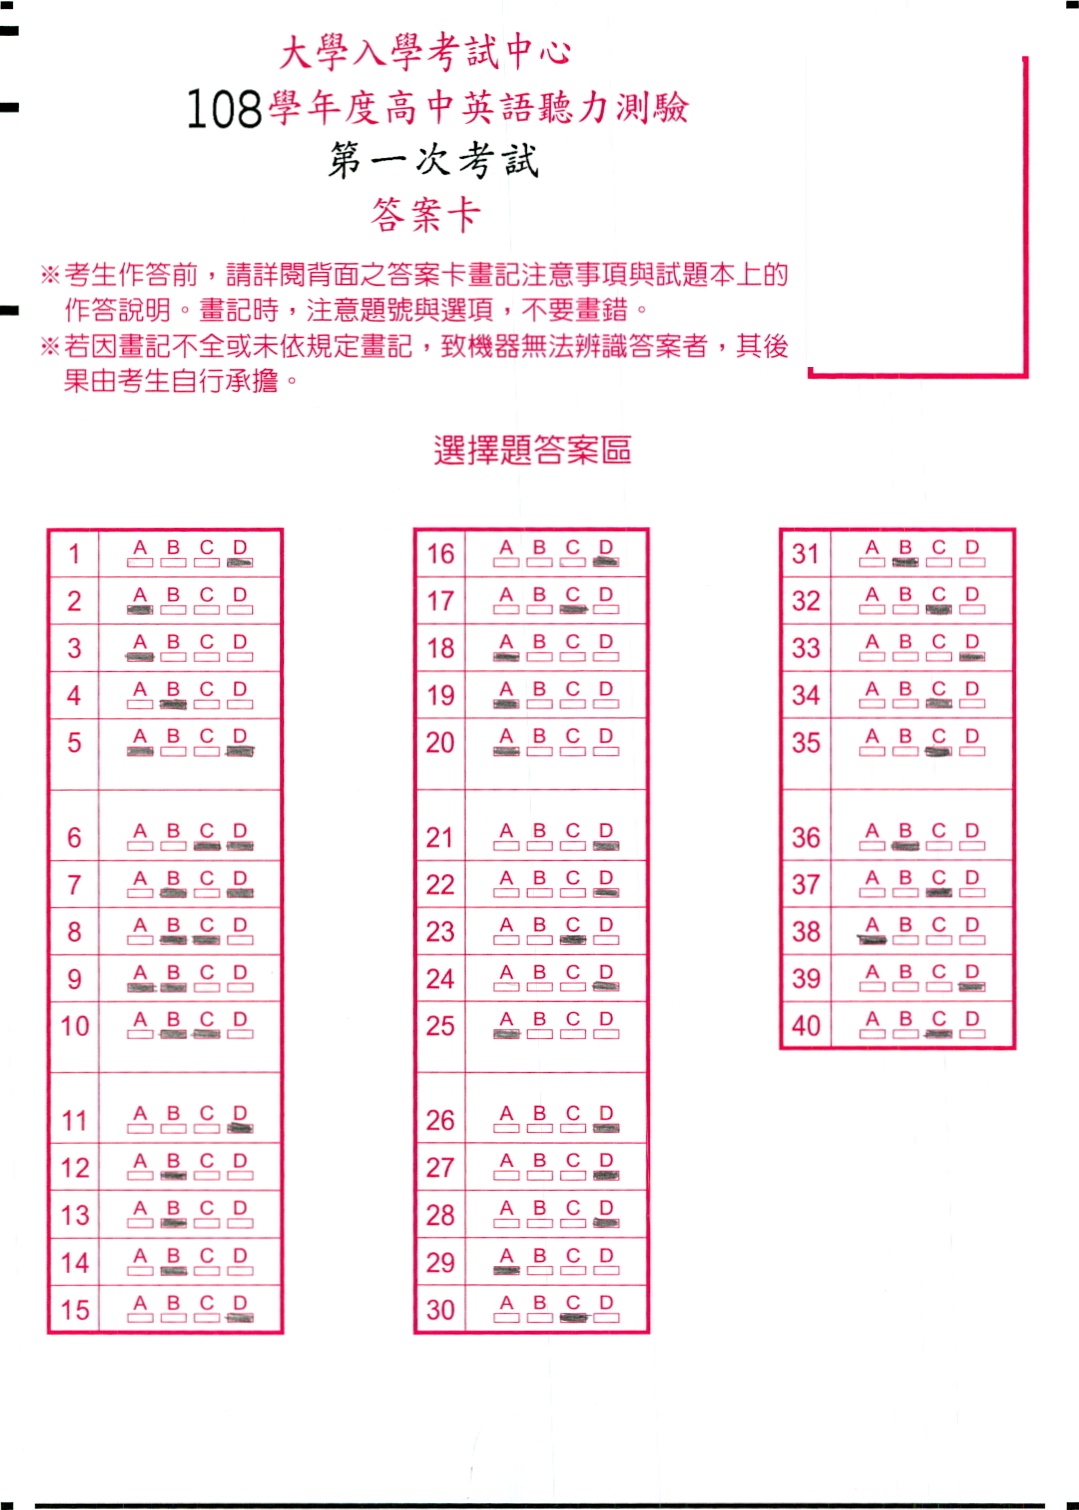 大學入學考試中心
108學年度高中英語聽力測驗
第一次考試
答案卡
※考生作答前，請詳閱背面之答案卡畫記注意事項與試題本上的
作答說明。畫記時，注意題號與選項，不要畫錯。
※若因畫記不全或未依規定畫記，致機器無法辨識答案者，其後
果由考生自行承擔。
選擇題答案區
1 A B C D
2 A B C D
3 A B C D
4 A B C D
5 A B C D
6 A B C D
7 A B C D
8 A B C D
9 A B C D
10 A B C D
11 A B C D
12 A B C D
13 A B C D
14 A B C D
15 A B C D
16 A B C D
17 A B C D
18 A B C D
19 A B C D
20 A B C D
21 A B C D
22 A B C D
23 A B C D
24 A B C D
25 A B C D
26 A B C D
27 A B C D
28 A B C D
29 A B C D
30 A B C D
31 A B C D
32 A B C D
33 A B C D
34 A B C D
35 A B C D
36 A B C D
37 A B C D
38 A B C D
39 A B C D
40 A B C D